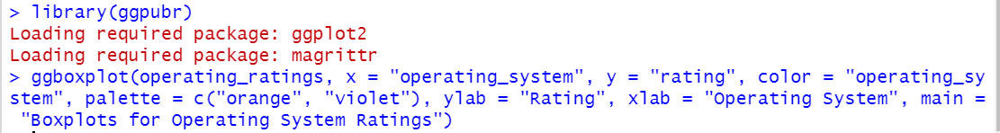 > library(ggpubr)
Loading required package: ggplot2
Loading required package: magrittr
> ggboxplot(operating_ratings, x = "operating_system", y = "rating", color = "operating_sy
stem", palette = c("orange", "violet"), ylab = "Rating", xlab = "Operating System", main =
 "Boxplots for Operating System Ratings")